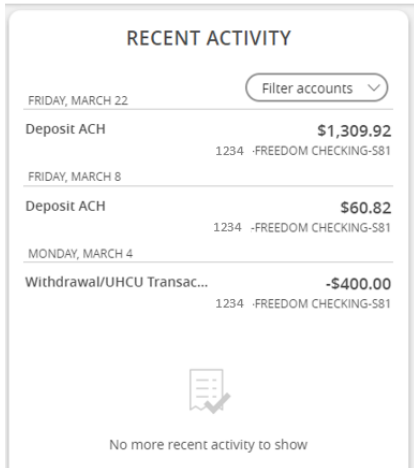 RECENT ACTIVITY
Filter accounts
FRIDAY, MARCH 22
Deposit ACH
$1,309.92
1234 -FREEDOM CHECKING-S81
FRIDAY, MARCH 8
Deposit ACH
$60.82
1234 -FREEDOM CHECKING-S81
MONDAY, MARCH 4
Withdrawal/UHCU Transac...
-$400.00
1234 -FREEDOM CHECKING-S81
No more recent activity to show